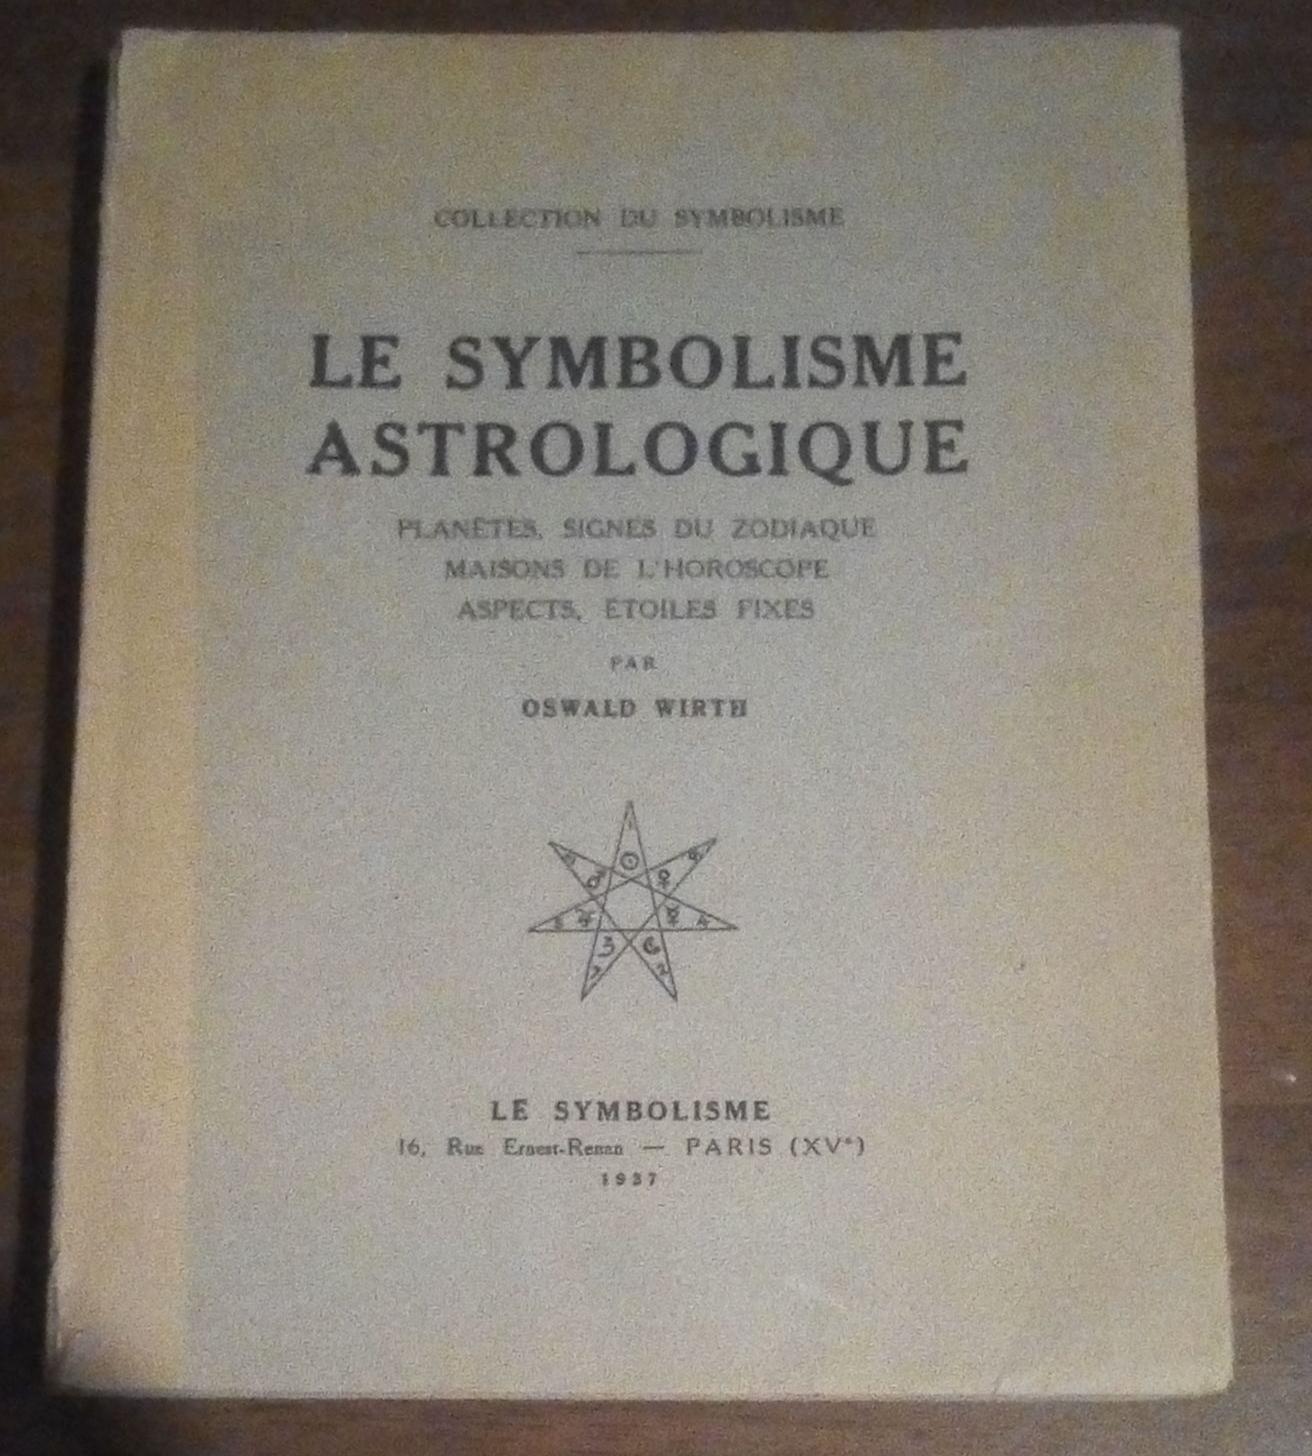 COLLECTION DU SYMBOLISME
LE SYMBOLISME
ASTROLOGIQUE
PLANÈTES, SIGNES DU ZODIAQUE
MAISONS DE L'HOROSCOPE
ASPECTS, ÉTOILES FIXES
PAR
OSWALD WIRTH
LE SYMBOLISME
16, Rue Ernest-Renan — PARIS (XVᵉ)
1937